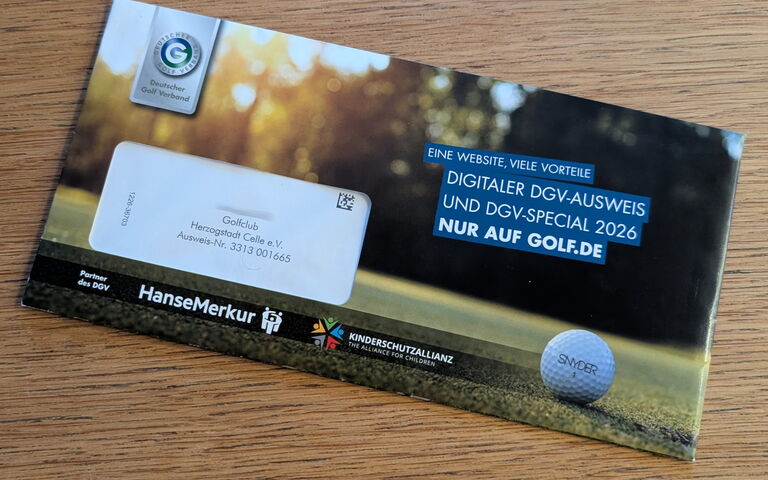 DEUTSCHER
GOLF VERBAND
G
Deutscher
Golf Verband
EINE WEBSITE, VIELE VORTEILE
DIGITALER DGV-AUSWEIS
UND DGV-SPECIAL 2026
NUR AUF GOLF.DE
1226-36703
Golfclub
Herzogstadt Celle e.V.
Ausweis-Nr. 3313 001665
Partner
des DGV
HanseMerkur
KINDERSCHUTZALLIANZ
THE ALLIANCE FOR CHILDREN
SNYDER